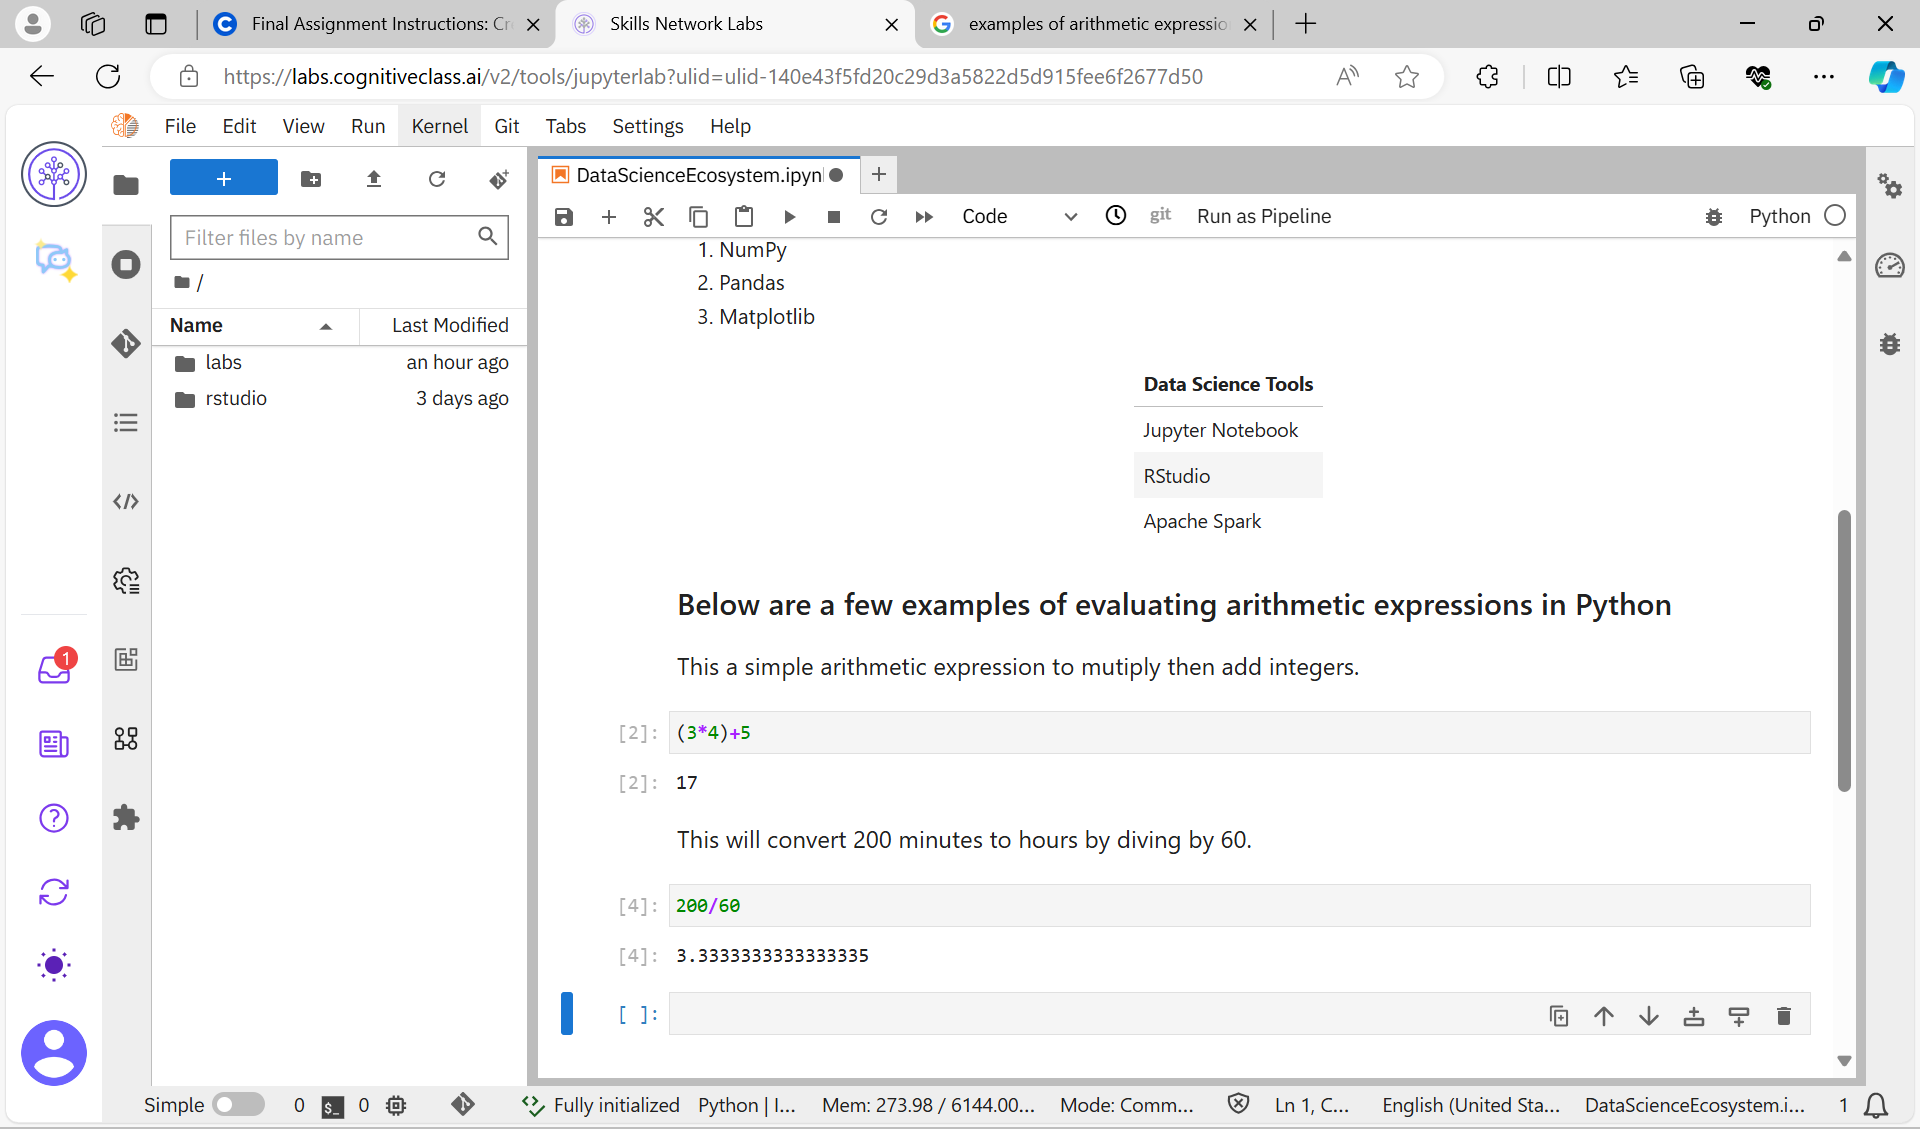 Final Assignment Instructions: Cr
Skills Network Labs
examples of arithmetic expressio
https://labs.cognitiveclass.ai/v2/tools/jupyterlab?ulid=ulid-140e43f5fd20c29d3a5822d5d915fee6f2677d50
File Edit View Run Kernel Git Tabs Settings Help
DataScienceEcosystem.ipyn
Code
git
Run as Pipeline
Python
Filter files by name
/
Name Last Modified
labs an hour ago
rstudio 3 days ago
1. NumPy
2. Pandas
3. Matplotlib
Data Science Tools
Jupyter Notebook
RStudio
Apache Spark
Below are a few examples of evaluating arithmetic expressions in Python
This a simple arithmetic expression to mutiply then add integers.
[2]: (3*4)+5
[2]: 17
This will convert 200 minutes to hours by diving by 60.
[4]: 200/60
[4]: 3.3333333333333335
[ ]:
1
Simple 0 $_ 0 Fully initialized Python | I... Mem: 273.98 / 6144.00... Mode: Comm... Ln 1, C... English (United Sta... DataScienceEcosystem.i... 1